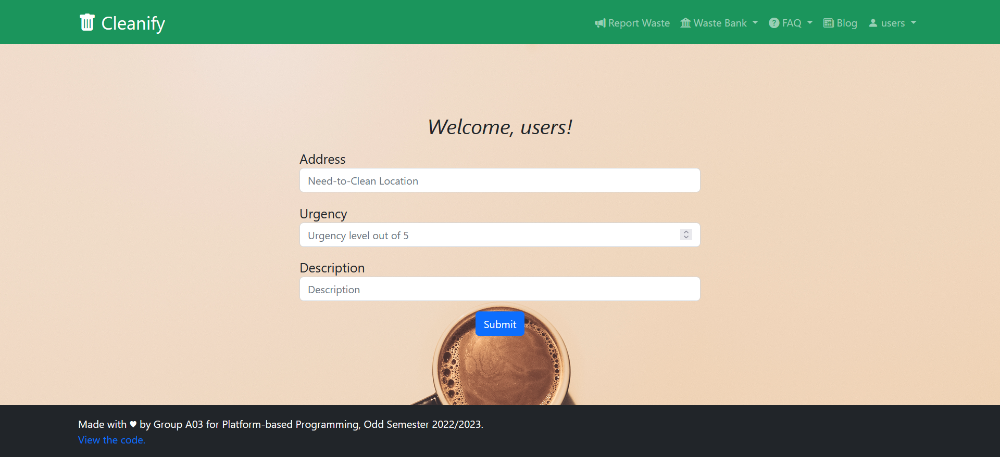 Cleanify
Report Waste
Waste Bank
FAQ
Blog
users
Welcome, users!
Address
Need-to-Clean Location
Urgency
Urgency level out of 5
Description
Description
Submit
Made with ♥ by Group A03 for Platform-based Programming, Odd Semester 2022/2023.
View the code.